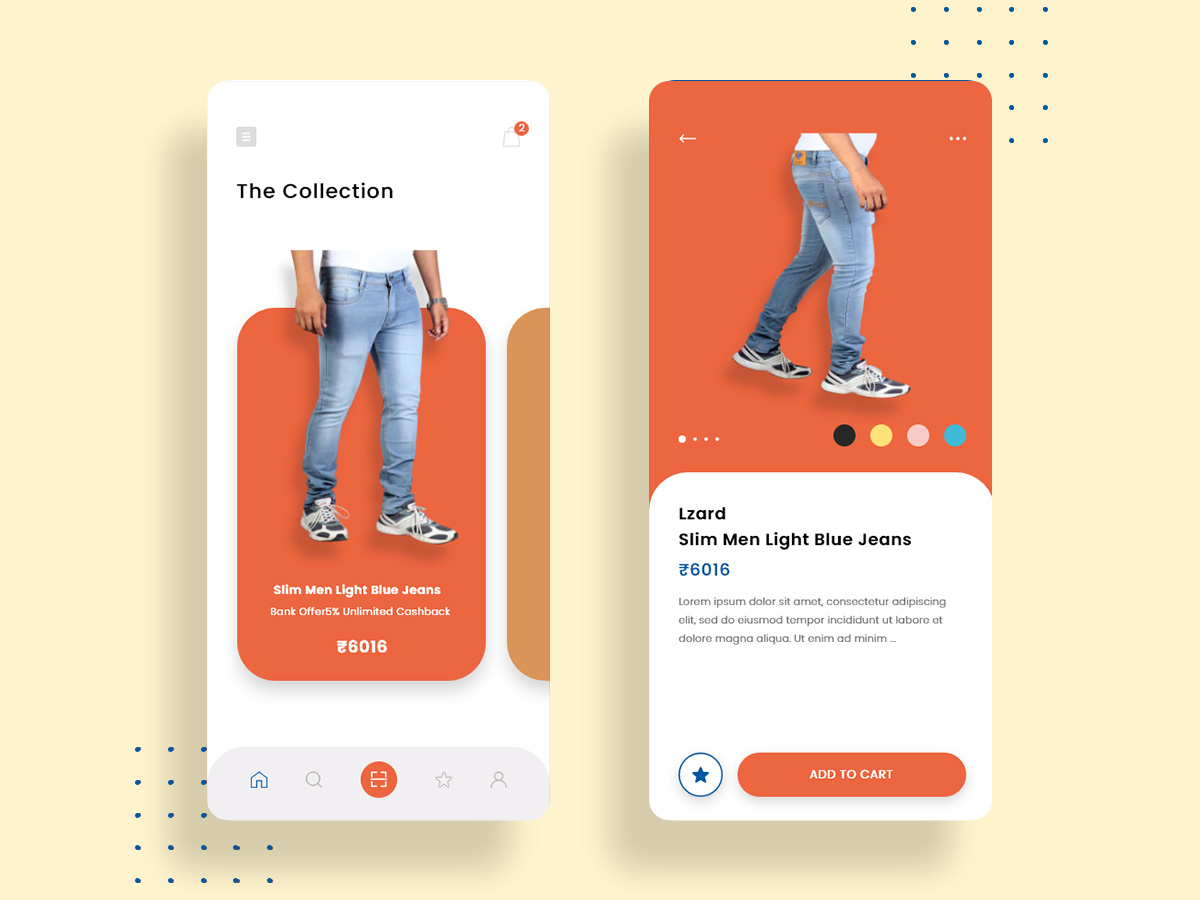 2
The Collection
Slim Men Light Blue Jeans
Bank Offer5% Unlimited Cashback
₹6016
Lzard
Slim Men Light Blue Jeans
₹6016
Lorem ipsum dolor sit amet, consectetur adipiscing
elit, sed do eiusmod tempor incididunt ut labore et
dolore magna aliqua. Ut enim ad minim ...
ADD TO CART